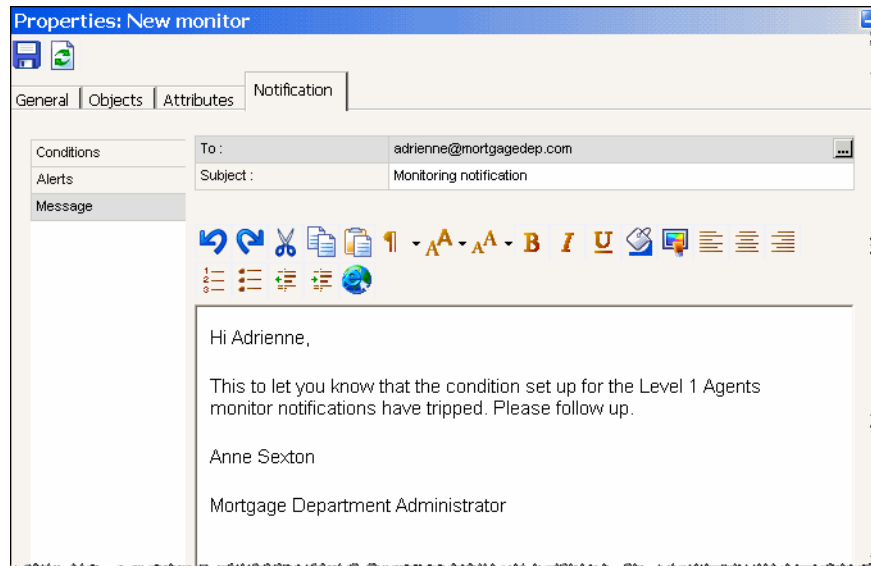 Properties: New monitor
General Objects Attributes Notification
Conditions
Alerts
Message
To : adrienne@mortgagedep.com ...
Subject : Monitoring notification
Hi Adrienne,
This to let you know that the condition set up for the Level 1 Agents
monitor notifications have tripped. Please follow up.
Anne Sexton
Mortgage Department Administrator